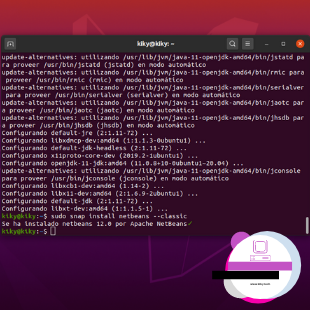 kiky@kiky: ~
update-alternatives: utilizando /usr/lib/jvm/java-11-openjdk-amd64/bin/jstatd pa
ra proveer /usr/bin/jstatd (jstatd) en modo automático
update-alternatives: utilizando /usr/lib/jvm/java-11-openjdk-amd64/bin/rmic para
proveer /usr/bin/rmic (rmic) en modo automático
update-alternatives: utilizando /usr/lib/jvm/java-11-openjdk-amd64/bin/serialver
para proveer /usr/bin/serialver (serialver) en modo automático
update-alternatives: utilizando /usr/lib/jvm/java-11-openjdk-amd64/bin/jaotc par
a proveer /usr/bin/jaotc (jaotc) en modo automático
update-alternatives: utilizando /usr/lib/jvm/java-11-openjdk-amd64/bin/jhsdb par
a proveer /usr/bin/jhsdb (jhsdb) en modo automático
Configurando default-jre (2:1.11-72) ...
Configurando libxdmcp-dev:amd64 (1:1.1.3-0ubuntu1) ...
Configurando default-jdk-headless (2:1.11-72) ...
Configurando x11proto-core-dev (2019.2-1ubuntu1) ...
Configurando openjdk-11-jdk:amd64 (11.0.8+10-0ubuntu1~20.04) ...
update-alternatives: utilizando /usr/lib/jvm/java-11-openjdk-amd64/bin/jconsole
para proveer /usr/bin/jconsole (jconsole) en modo automático
Configurando libxcb1-dev:amd64 (1.14-2) ...
Configurando libx11-dev:amd64 (2:1.6.9-2ubuntu1) ...
Configurando default-jdk (2:1.11-72) ...
Configurando libxt-dev:amd64 (1:1.1.5-1) ...
kiky@kiky:~$ sudo snap install netbeans --classic
Se ha instalado netbeans 12.0 por Apache NetBeans✓
kiky@kiky:~$